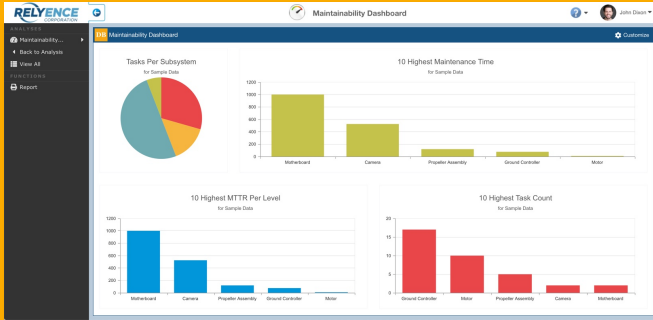 RELYENCE
CORPORATION
Maintainability Dashboard
John Dixon
ANALYSES
Maintainability...
Back to Analysis
View All
FUNCTIONS
Report
DB Maintainability Dashboard
Customize
Tasks Per Subsystem
for Sample Data
10 Highest Maintenance Time
for Sample Data
1200
1000
800
600
400
200
0
Motherboard Camera Propeller Assembly Ground Controller Motor
10 Highest MTTR Per Level
for Sample Data
1200
1000
800
600
400
200
0
Motherboard Camera Propeller Assembly Ground Controller Motor
10 Highest Task Count
for Sample Data
20
15
10
5
0
Ground Controller Motor Propeller Assembly Camera Motherboard